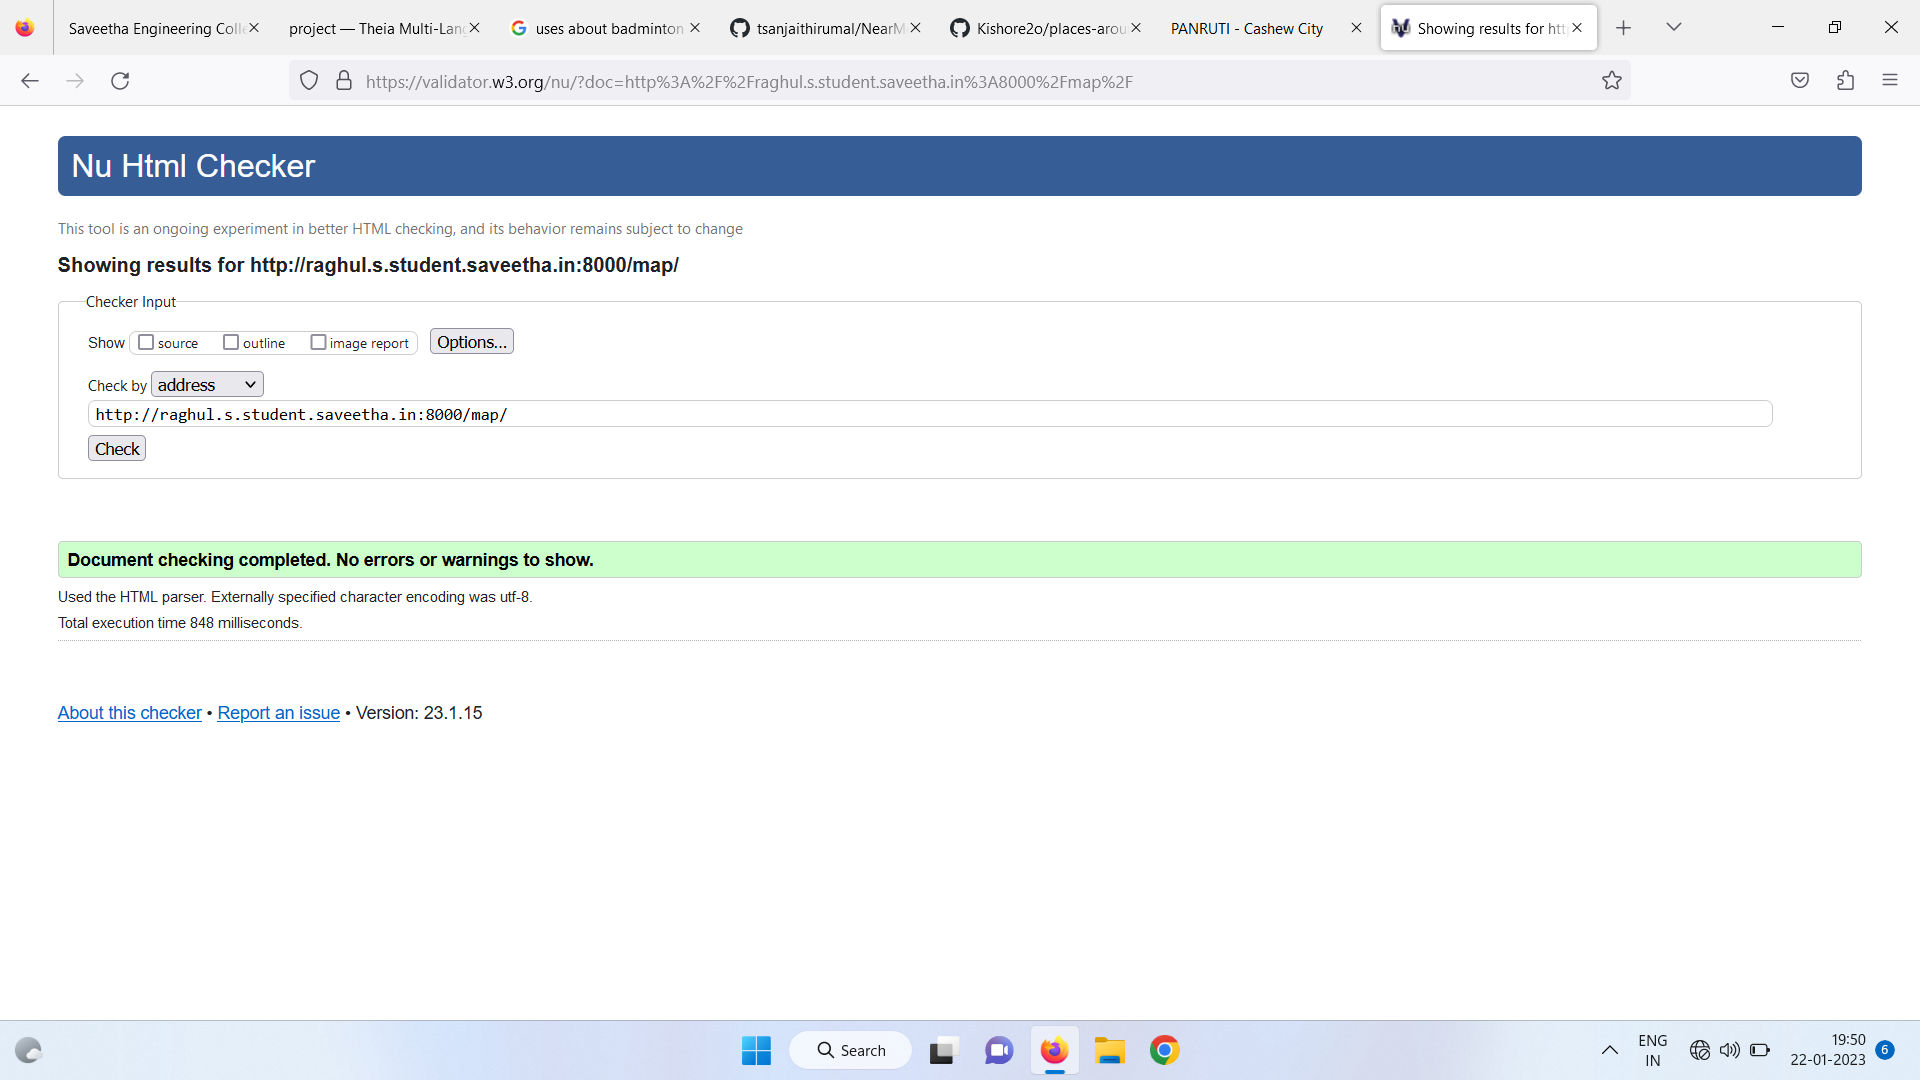 Saveetha Engineering Colle
project — Theia Multi-Lang
uses about badminton
tsanjaithirumal/NearM
Kishore2o/places-arou
PANRUTI - Cashew City
Showing results for htt
https://validator.w3.org/nu/?doc=http%3A%2F%2Fraghul.s.student.saveetha.in%3A8000%2Fmap%2F
Nu Html Checker
This tool is an ongoing experiment in better HTML checking, and its behavior remains subject to change
Showing results for http://raghul.s.student.saveetha.in:8000/map/
Checker Input
Show source outline image report Options...
Check by address
http://raghul.s.student.saveetha.in:8000/map/
Check
Document checking completed. No errors or warnings to show.
Used the HTML parser. Externally specified character encoding was utf-8.
Total execution time 848 milliseconds.
About this checker • Report an issue • Version: 23.1.15
Search
ENG
IN
19:50
22-01-2023
6